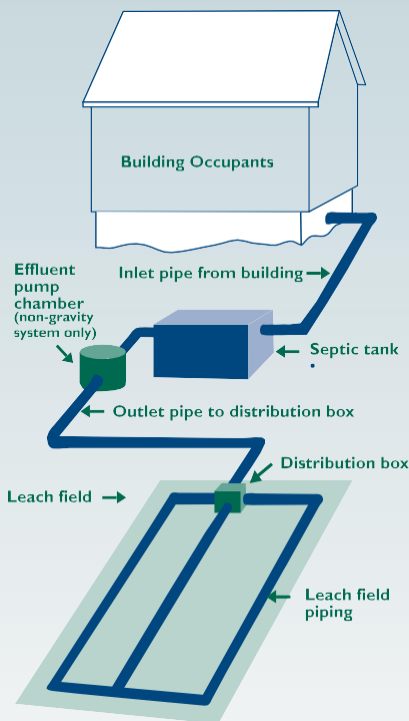 Building Occupants
Effluent
pump
chamber
(non-gravity
system only)
Inlet pipe from building
Septic tank
Outlet pipe to distribution box
Distribution box
Leach field
Leach field
piping